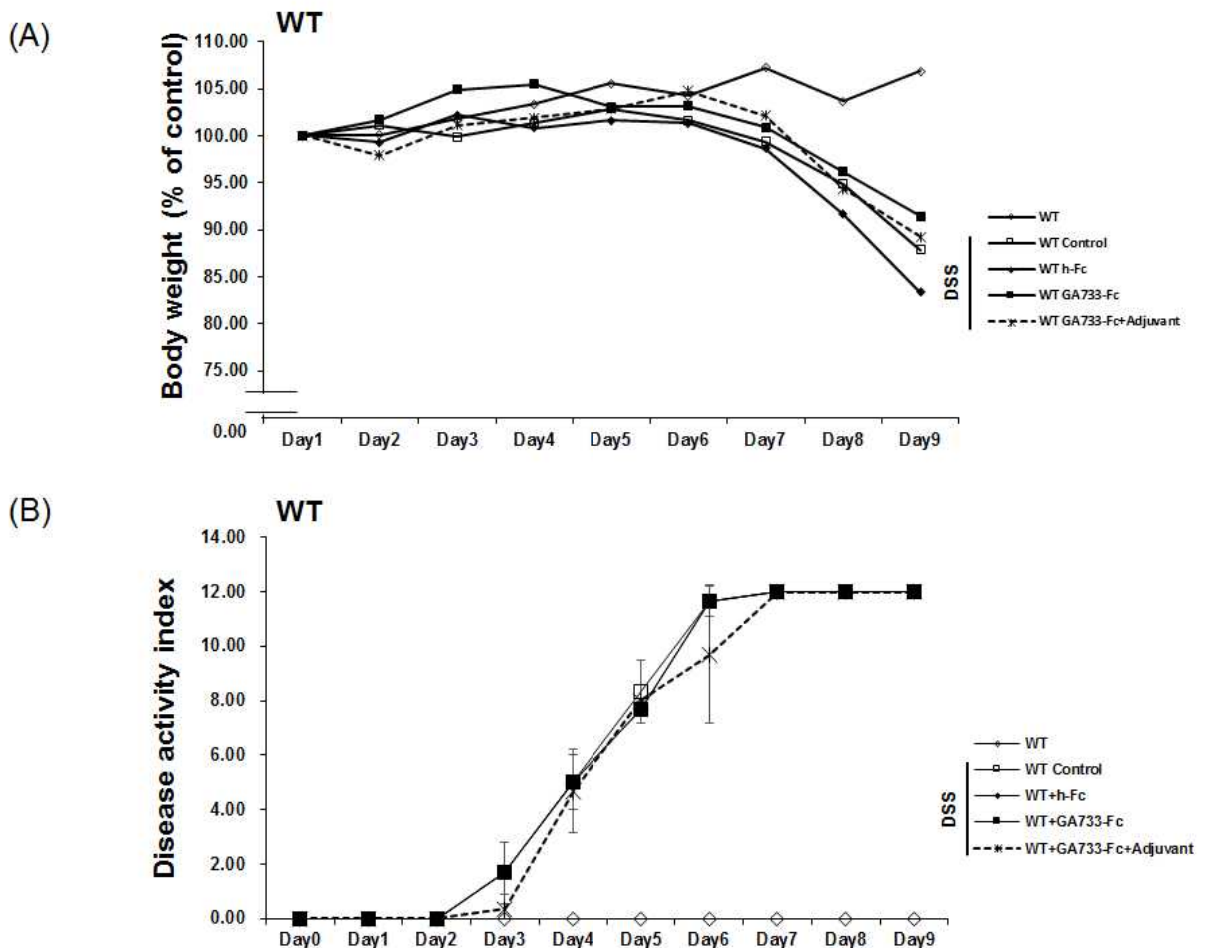 (A)
WT
Body weight (% of control)
110.00
105.00
100.00
95.00
90.00
85.00
80.00
75.00
0.00
Day1 Day2 Day3 Day4 Day5 Day6 Day7 Day8 Day9
WT
WT Control
WT h-Fc
WT GA733-Fc
WT GA733-Fc+Adjuvant
DSS
(B)
WT
Disease activity index
14.00
12.00
10.00
8.00
6.00
4.00
2.00
0.00
Day0 Day1 Day2 Day3 Day4 Day5 Day6 Day7 Day8 Day9
WT
WT Control
WT+h-Fc
WT+GA733-Fc
WT+GA733-Fc+Adjuvant
DSS